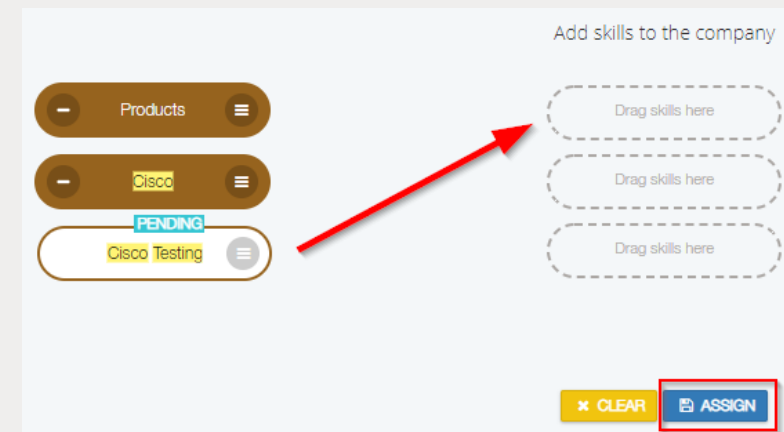 Add skills to the company
Products
Drag skills here
Cisco
Drag skills here
PENDING
Cisco Testing
Drag skills here
CLEAR
ASSIGN